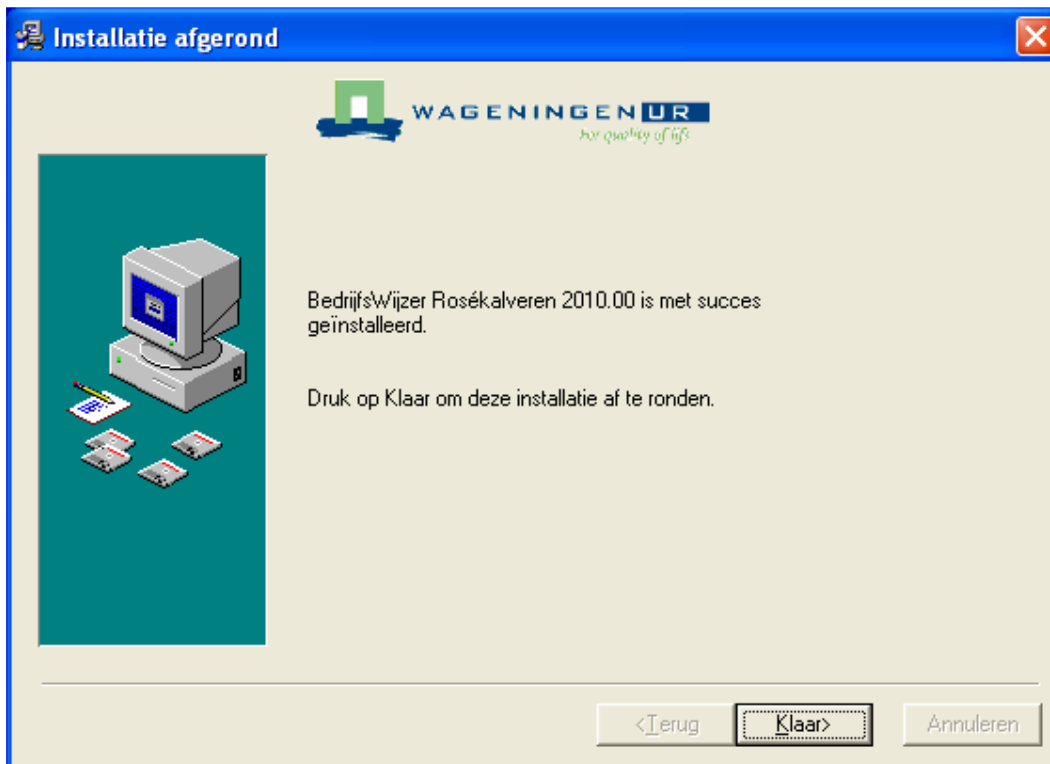 Installatie afgerond
WAGENINGEN UR
For quality of life
BedrijfsWijzer Rosékalveren 2010.00 is met succes
geïnstalleerd.
Druk op Klaar om deze installatie af te ronden.
<Terug
Klaar>
Annuleren